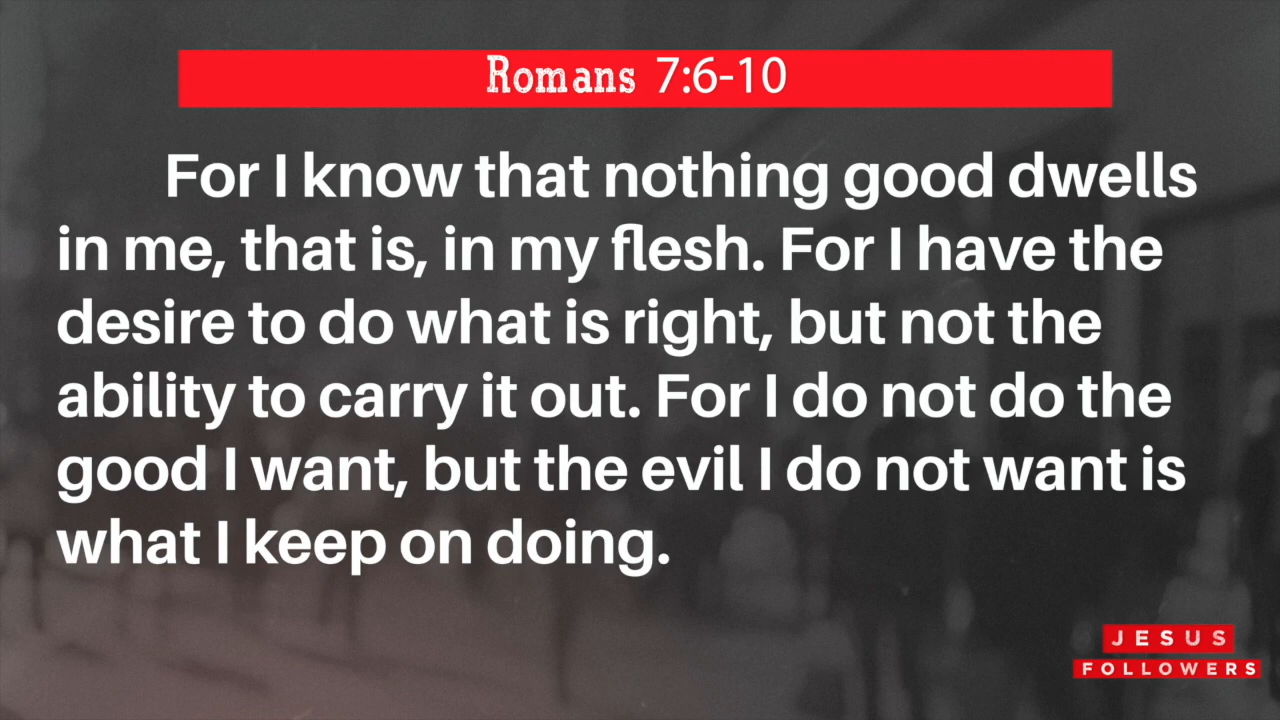 Romans 7:6-10
For I know that nothing good dwells
in me, that is, in my flesh. For I have the
desire to do what is right, but not the
ability to carry it out. For I do not do the
good I want, but the evil I do not want is
what I keep on doing.
JESUS
FOLLOWERS